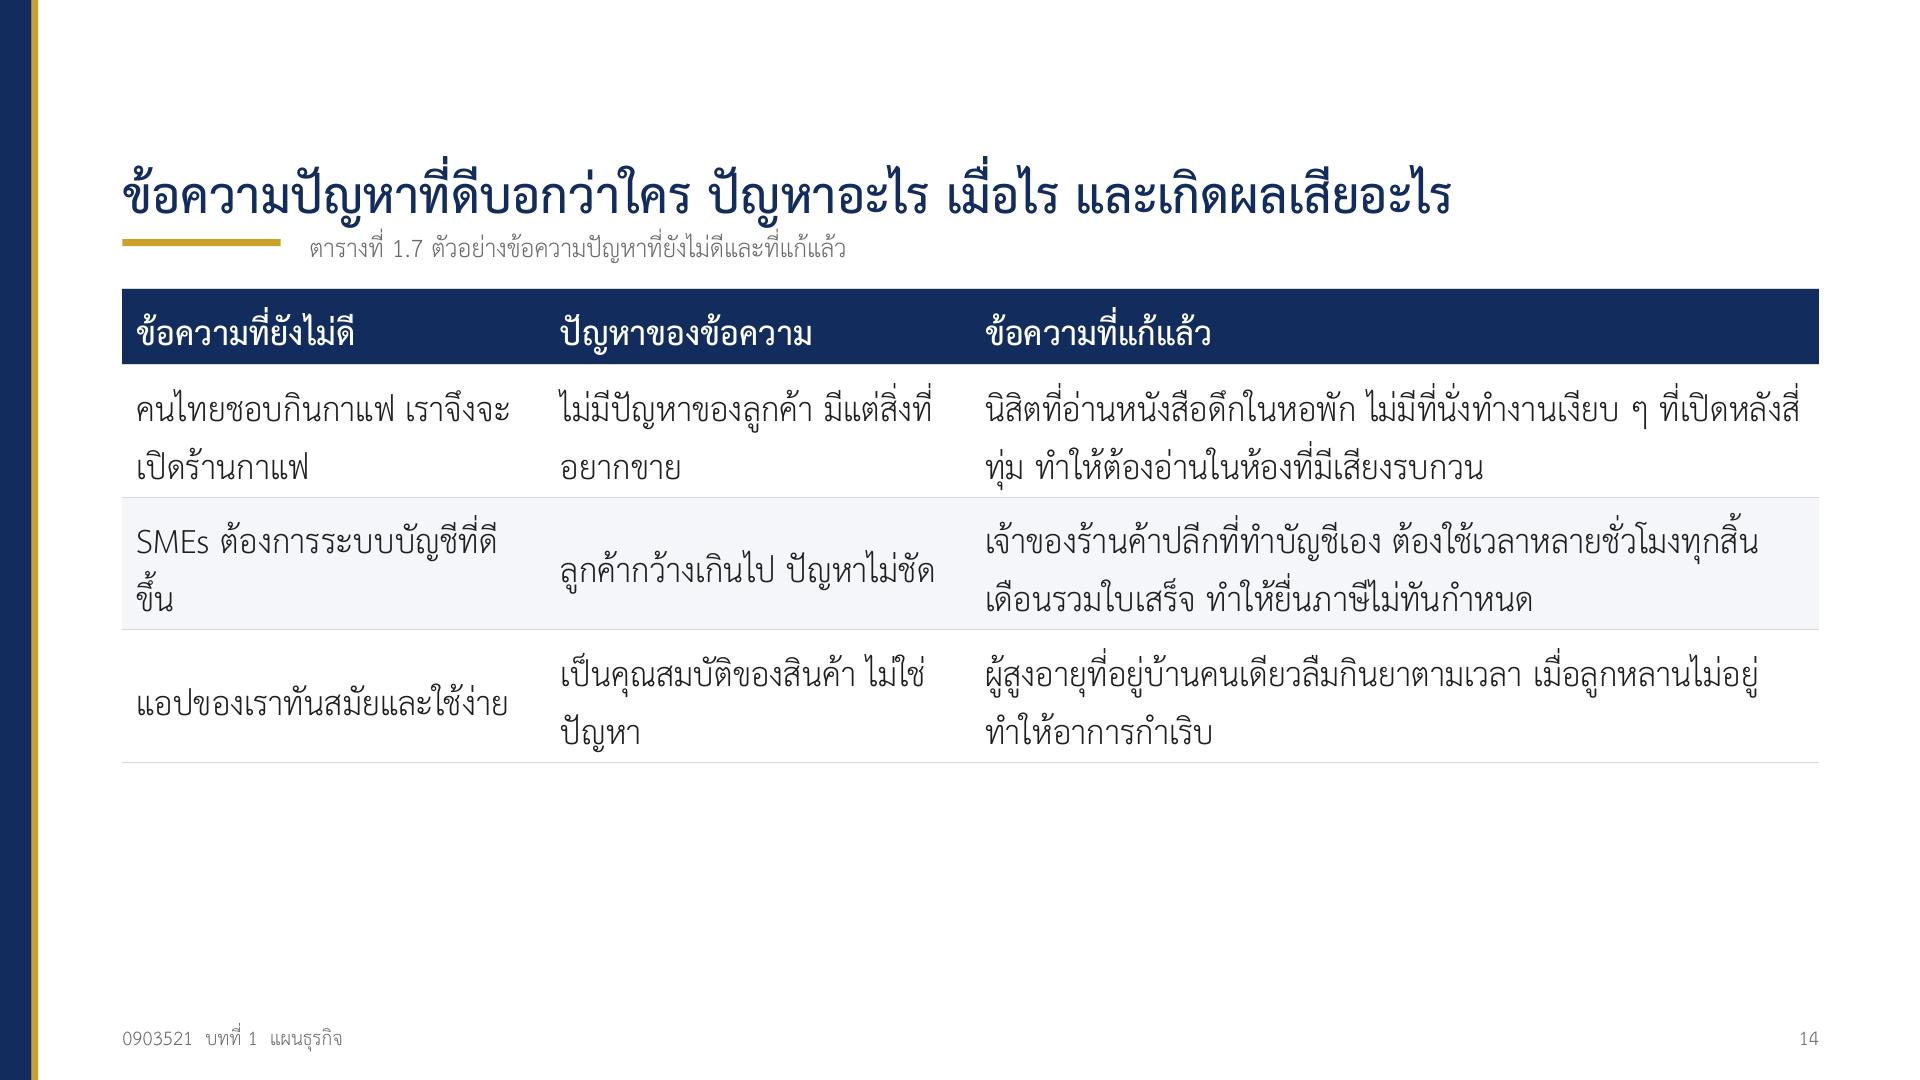 ข้อความปัญหาที่ดีบอกว่าใคร ปัญหาอะไร เมื่อไร และเกิดผลเสียอะไร
ตารางที่ 1.7 ตัวอย่างข้อความปัญหาที่ยังไม่ดีและที่แก้แล้ว
ข้อความที่ยังไม่ดี
ปัญหาของข้อความ
ข้อความที่แก้แล้ว
คนไทยชอบกินกาแฟ เราจึงจะ
เปิดร้านกาแฟ
ไม่มีปัญหาของลูกค้า มีแต่สิ่งที่
อยากขาย
นิสิตที่อ่านหนังสือดึกในหอพัก ไม่มีที่นั่งทำงานเงียบ ๆ ที่เปิดหลังสี่
ทุ่ม ทำให้ต้องอ่านในห้องที่มีเสียงรบกวน
SMEs ต้องการระบบบัญชีที่ดี
ขึ้น
ลูกค้ากว้างเกินไป ปัญหาไม่ชัด
เจ้าของร้านค้าปลีกที่ทำบัญชีเอง ต้องใช้เวลาหลายชั่วโมงทุกสิ้น
เดือนรวมใบเสร็จ ทำให้ยื่นภาษีไม่ทันกำหนด
แอปของเราทันสมัยและใช้ง่าย
เป็นคุณสมบัติของสินค้า ไม่ใช่
ปัญหา
ผู้สูงอายุที่อยู่บ้านคนเดียวลืมกินยาตามเวลา เมื่อลูกหลานไม่อยู่
ทำให้อาการกำเริบ
0903521 บทที่ 1 แผนธุรกิจ
14